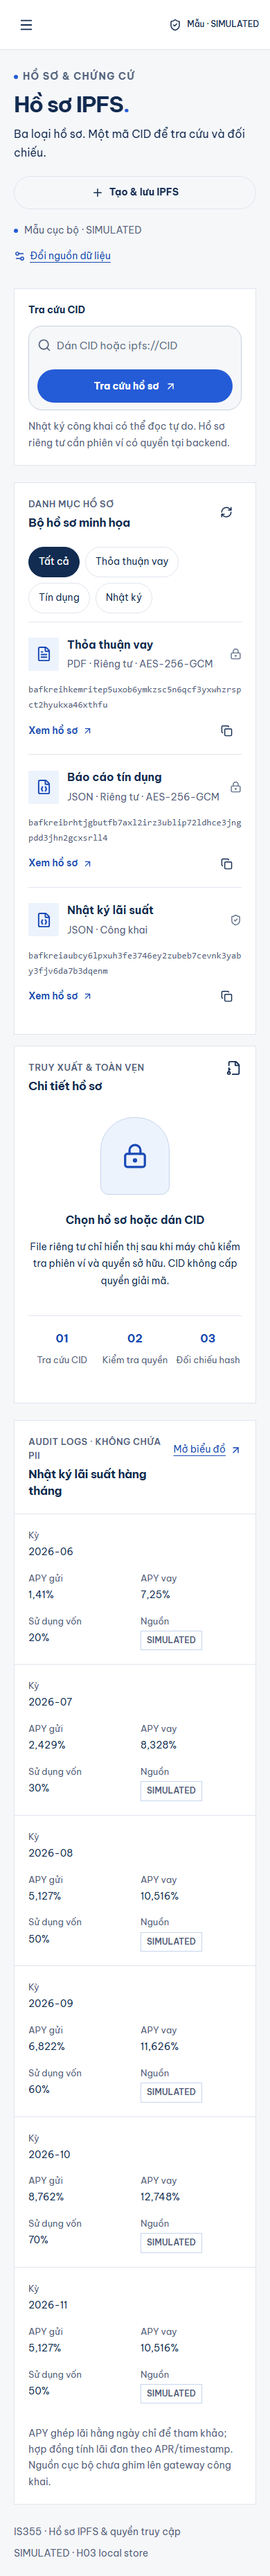 Mẫu · SIMULATED
HỒ SƠ & CHỨNG CỨ
Hồ sơ IPFS.
Ba loại hồ sơ. Một mã CID để tra cứu và đối
chiếu.
Tạo & lưu IPFS
Mẫu cục bộ · SIMULATED
Đổi nguồn dữ liệu
Tra cứu CID
Dán CID hoặc ipfs://CID
Tra cứu hồ sơ
Nhật ký công khai có thể đọc tự do. Hồ sơ
riêng tư cần phiên ví có quyền tại backend.
DANH MỤC HỒ SƠ
Bộ hồ sơ minh họa
Tất cả
Thỏa thuận vay
Tín dụng
Nhật ký
Thỏa thuận vay
PDF · Riêng tư · AES-256-GCM
bafkreihkemritep5uxob6ymkzsc5n6qcf3yxwhzrsp
ct2hyukxa46xthfu
Xem hồ sơ
Báo cáo tín dụng
JSON · Riêng tư · AES-256-GCM
bafkreibrhtjgbutfb7axl2irz3ublip72ldhce3jng
pdd3jhn2gcxsrll4
Xem hồ sơ
Nhật ký lãi suất
JSON · Công khai
bafkreiaubcy6lpxuh3fe3746ey2zubeb7cevnk3yab
y3fjv6da7b3dqenm
Xem hồ sơ
TRUY XUẤT & TOÀN VẸN
Chi tiết hồ sơ
Chọn hồ sơ hoặc dán CID
File riêng tư chỉ hiển thị sau khi máy chủ kiểm
tra phiên ví và quyền sở hữu. CID không cấp
quyền giải mã.
01
02
03
Tra cứu CID
Kiểm tra quyền
Đối chiếu hash
AUDIT LOGS · KHÔNG CHỨA
PII
Nhật ký lãi suất hàng
tháng
Mở biểu đồ
Kỳ
2026-06
APY gửi
APY vay
1,41%
7,25%
Sử dụng vốn
Nguồn
20%
SIMULATED
Kỳ
2026-07
APY gửi
APY vay
2,429%
8,328%
Sử dụng vốn
Nguồn
30%
SIMULATED
Kỳ
2026-08
APY gửi
APY vay
5,127%
10,516%
Sử dụng vốn
Nguồn
50%
SIMULATED
Kỳ
2026-09
APY gửi
APY vay
6,822%
11,626%
Sử dụng vốn
Nguồn
60%
SIMULATED
Kỳ
2026-10
APY gửi
APY vay
8,762%
12,748%
Sử dụng vốn
Nguồn
70%
SIMULATED
Kỳ
2026-11
APY gửi
APY vay
5,127%
10,516%
Sử dụng vốn
Nguồn
50%
SIMULATED
APY ghép lãi hằng ngày chỉ để tham khảo;
hợp đồng tính lãi đơn theo APR/timestamp.
Nguồn cục bộ chưa ghim lên gateway công
khai.
IS355 · Hồ sơ IPFS & quyền truy cập
SIMULATED · H03 local store